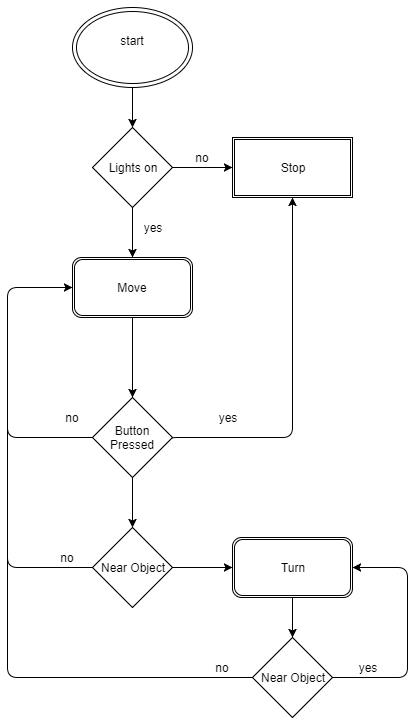 start
Lights on
no
Stop
yes
Move
no
yes
Button
Pressed
no
Near Object
Turn
no
Near Object
yes